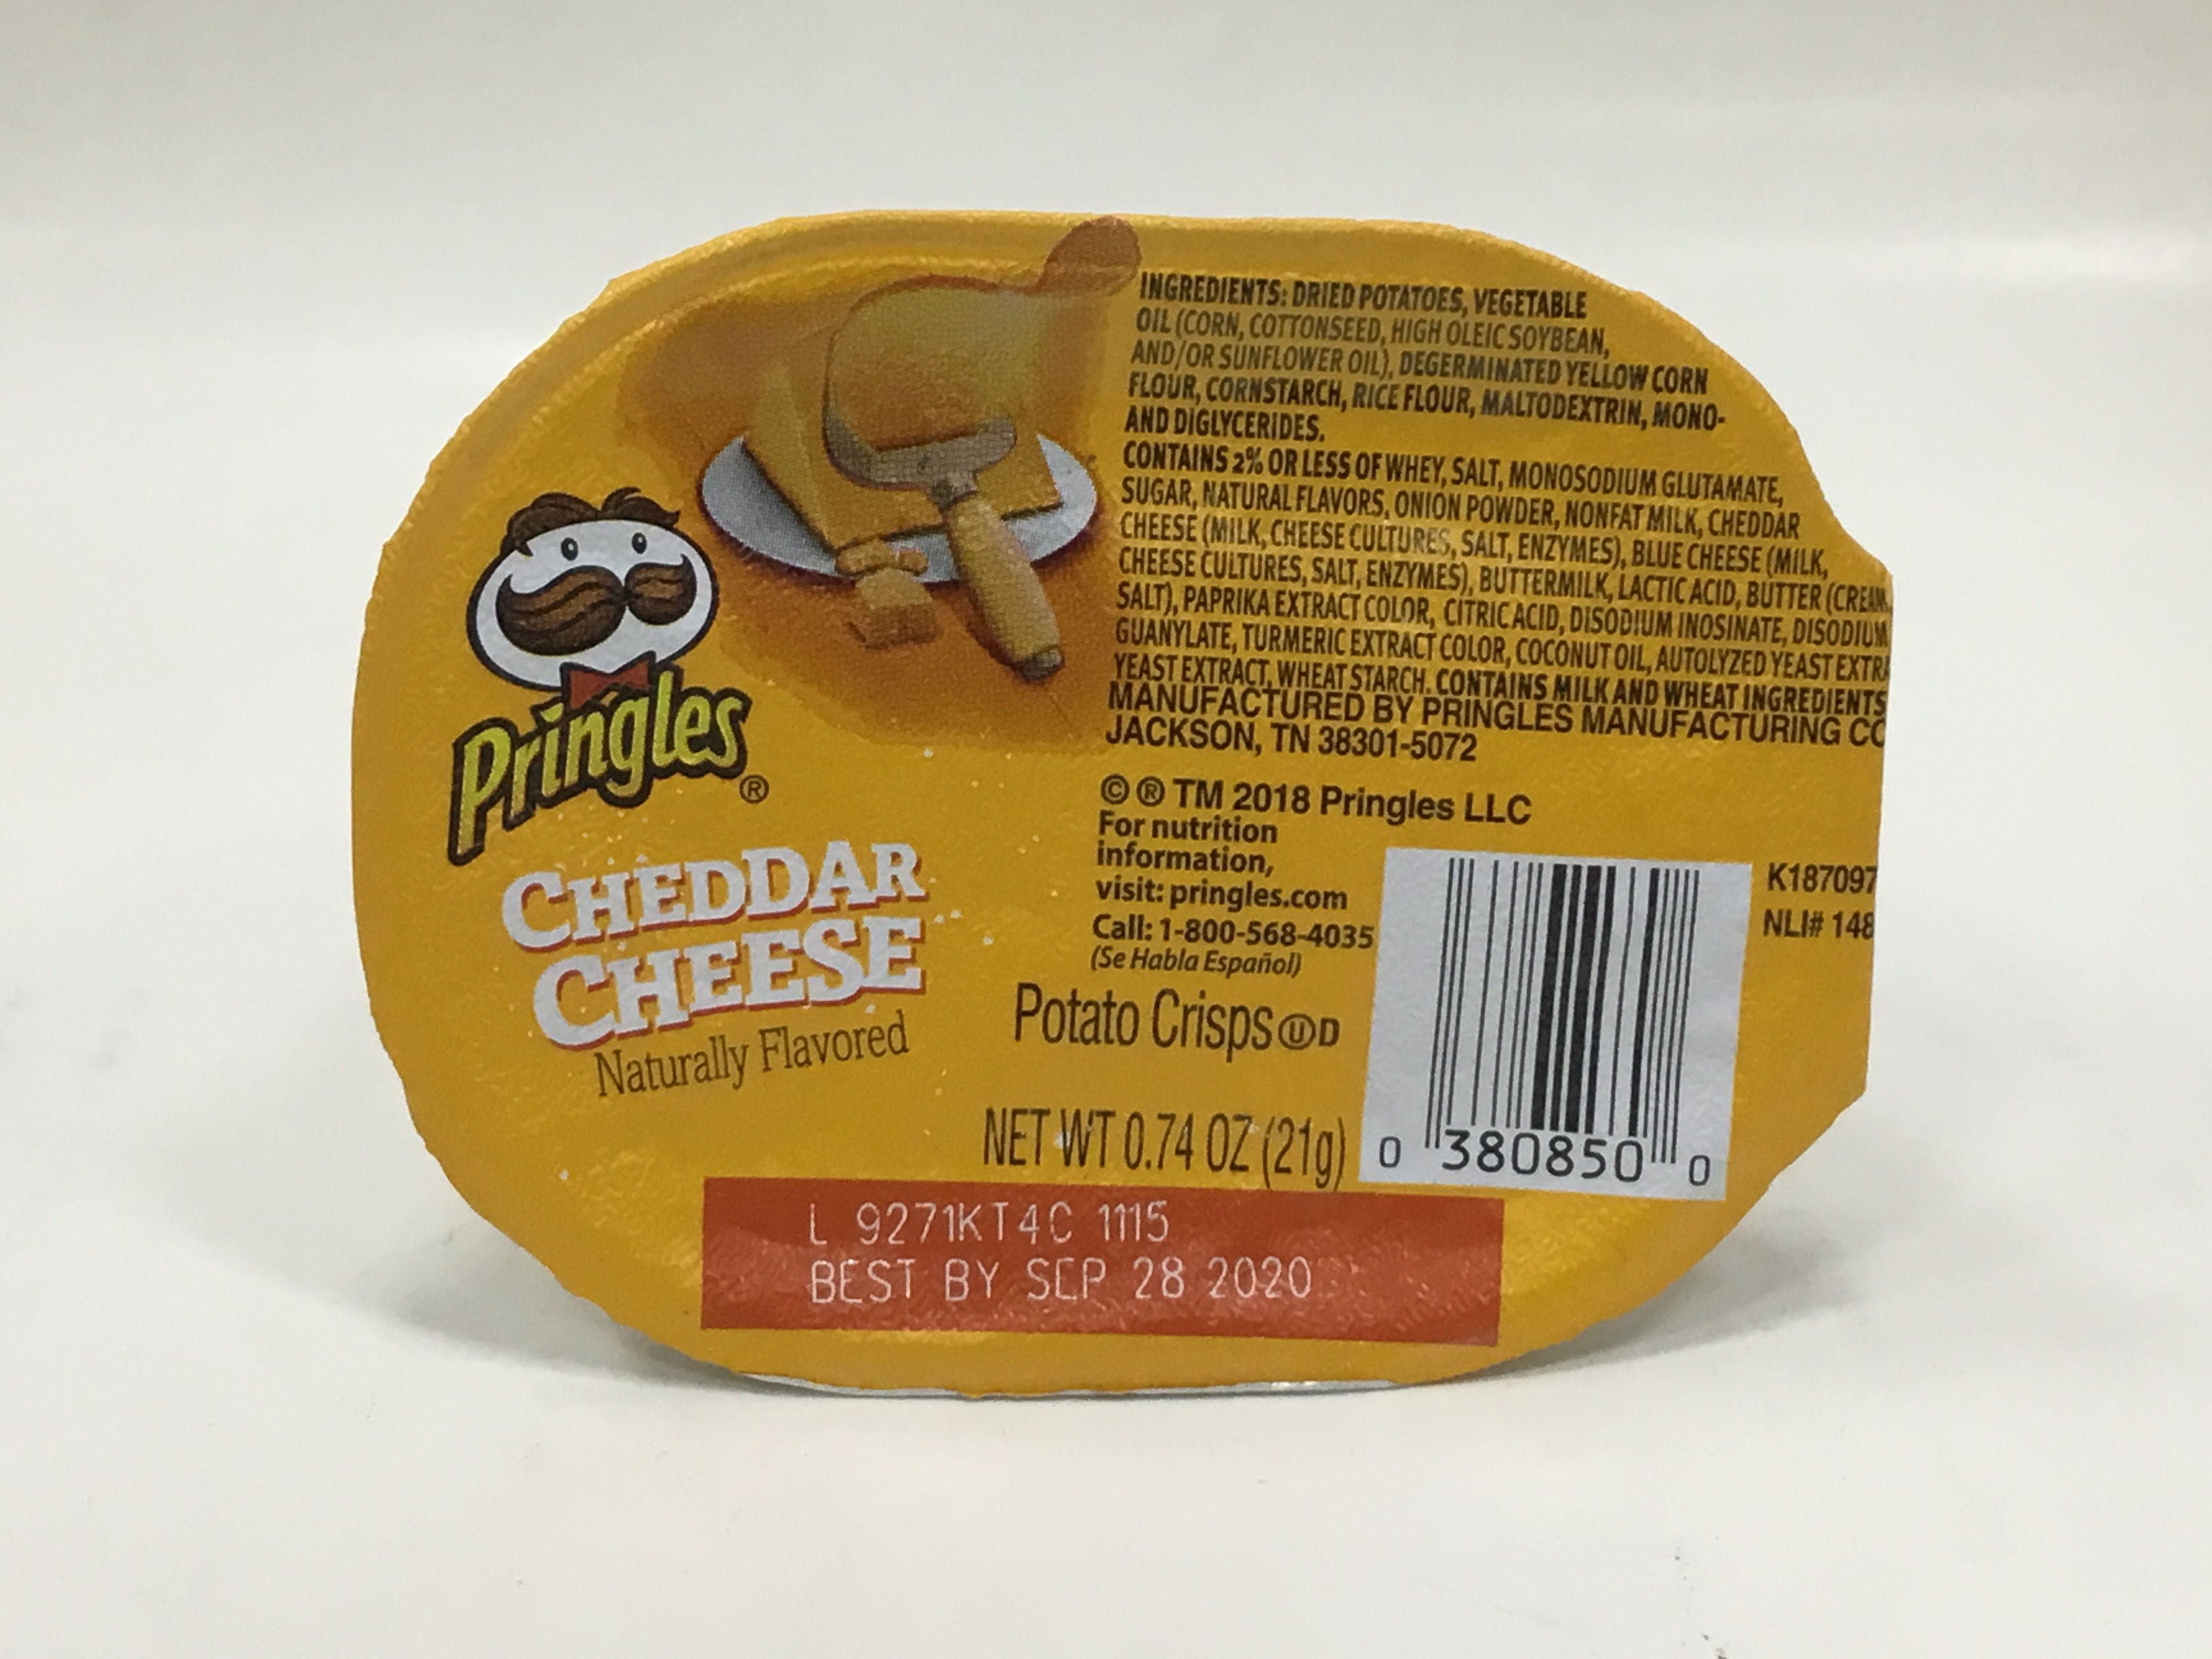 Pringles®
CHEDDAR
CHEESE
Naturally Flavored
INGREDIENTS: DRIED POTATOES, VEGETABLE
OIL (CORN, COTTONSEED, HIGH OLEIC SOYBEAN,
AND/OR SUNFLOWER OIL), DEGERMINATED YELLOW CORN
FLOUR, CORNSTARCH, RICE FLOUR, MALTODEXTRIN, MONO-
AND DIGLYCERIDES.
CONTAINS 2% OR LESS OF WHEY, SALT, MONOSODIUM GLUTAMATE,
SUGAR, NATURAL FLAVORS, ONION POWDER, NONFAT MILK, CHEDDAR
CHEESE (MILK, CHEESE CULTURES, SALT, ENZYMES), BLUE CHEESE (MILK,
CHEESE CULTURES, SALT, ENZYMES), BUTTERMILK, LACTIC ACID, BUTTER (CREAM,
SALT), PAPRIKA EXTRACT COLOR, CITRIC ACID, DISODIUM INOSINATE, DISODIUM
GUANYLATE, TURMERIC EXTRACT COLOR, COCONUT OIL, AUTOLYZED YEAST EXTR
YEAST EXTRACT, WHEAT STARCH. CONTAINS MILK AND WHEAT INGREDIENTS
MANUFACTURED BY PRINGLES MANUFACTURING CO
JACKSON, TN 38301-5072
© ® TM 2018 Pringles LLC
For nutrition
information,
visit: pringles.com
Call: 1-800-568-4035
(Se Habla Español)
K187097
NLI# 148
Potato Crisps Ⓤ D
NET WT 0.74 OZ (21g)
0 380850 0
L 9271KT4C 1115
BEST BY SEP 28 2020